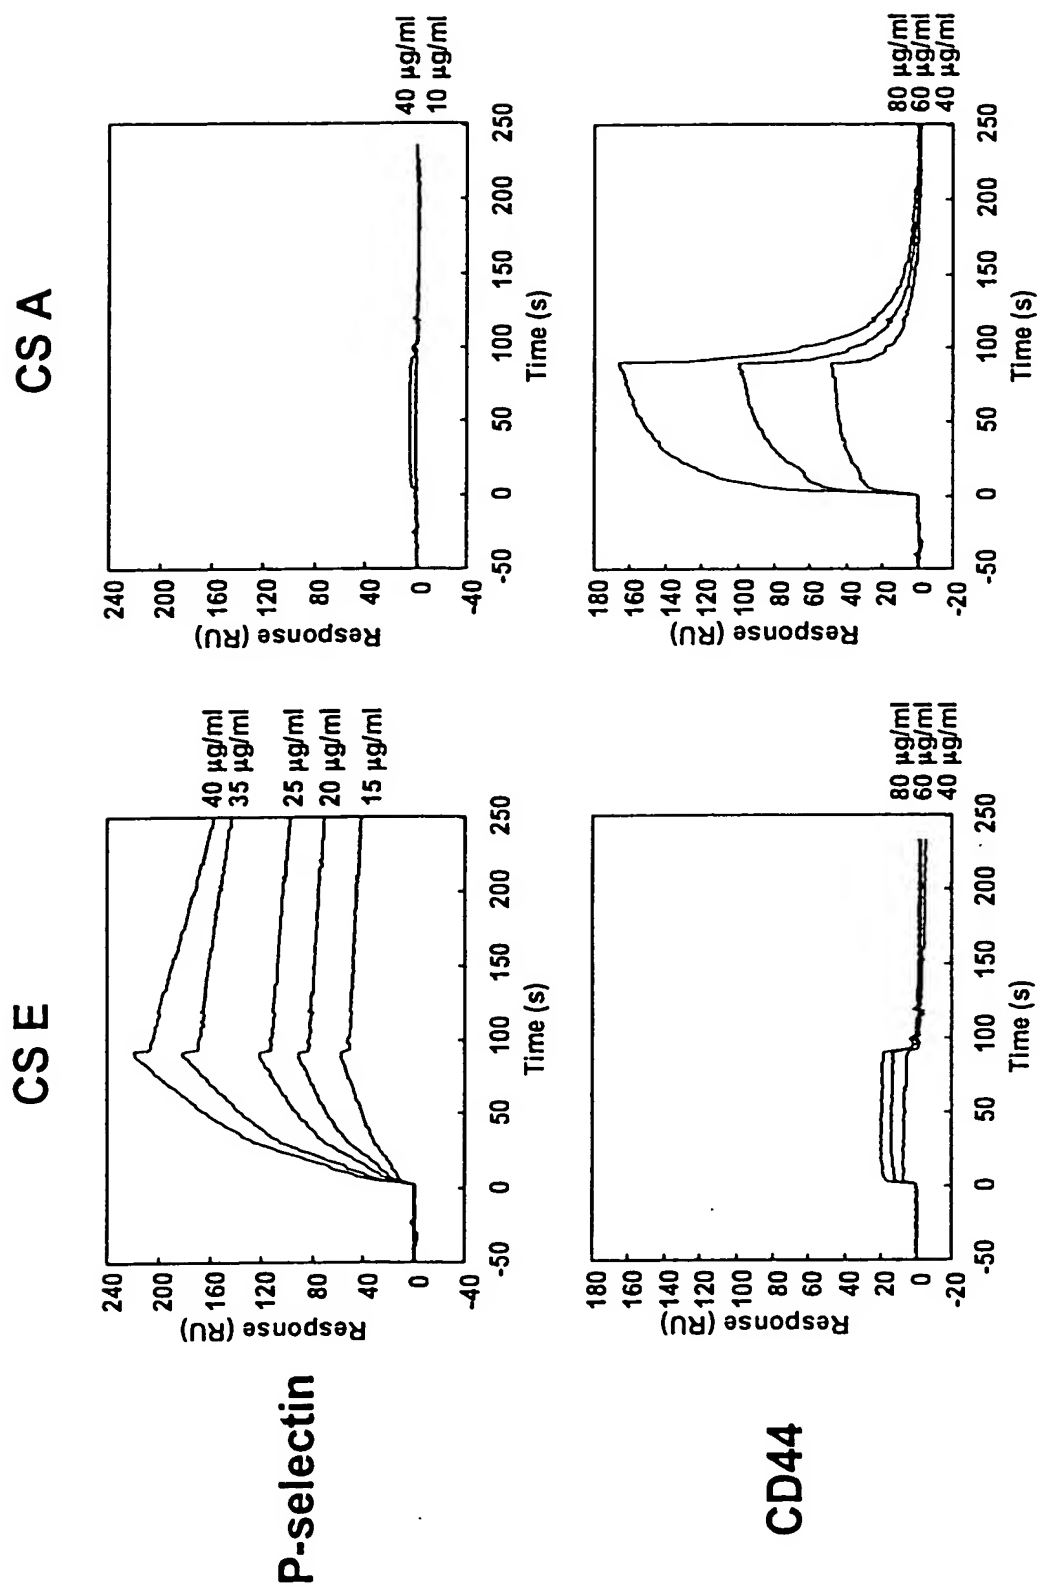 CS E
CS A
P-selectin
Response (RU)
240
200
160
120
80
40
0
-40
-50
0
50
100
150
200
250
Time (s)
40 µg/ml
35 µg/ml
25 µg/ml
20 µg/ml
15 µg/ml
Response (RU)
240
200
160
120
80
40
0
-40
-50
0
50
100
150
200
250
Time (s)
40 µg/ml
10 µg/ml
CD44
Response (RU)
180
160
140
120
100
80
60
40
20
0
-20
-50
0
50
100
150
200
250
Time (s)
80 µg/ml
60 µg/ml
40 µg/ml
Response (RU)
180
160
140
120
100
80
60
40
20
0
-20
-50
0
50
100
150
200
250
Time (s)
80 µg/ml
60 µg/ml
40 µg/ml